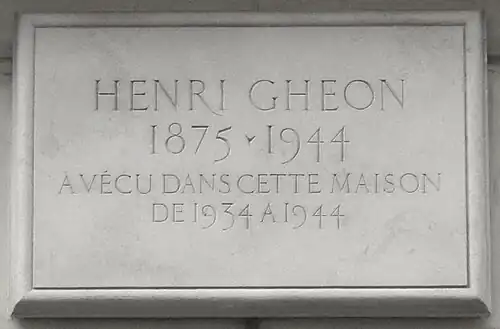 HENRI GHEON
1875 · 1944
A VÉCU DANS CETTE MAISON
DE 1934 A 1944